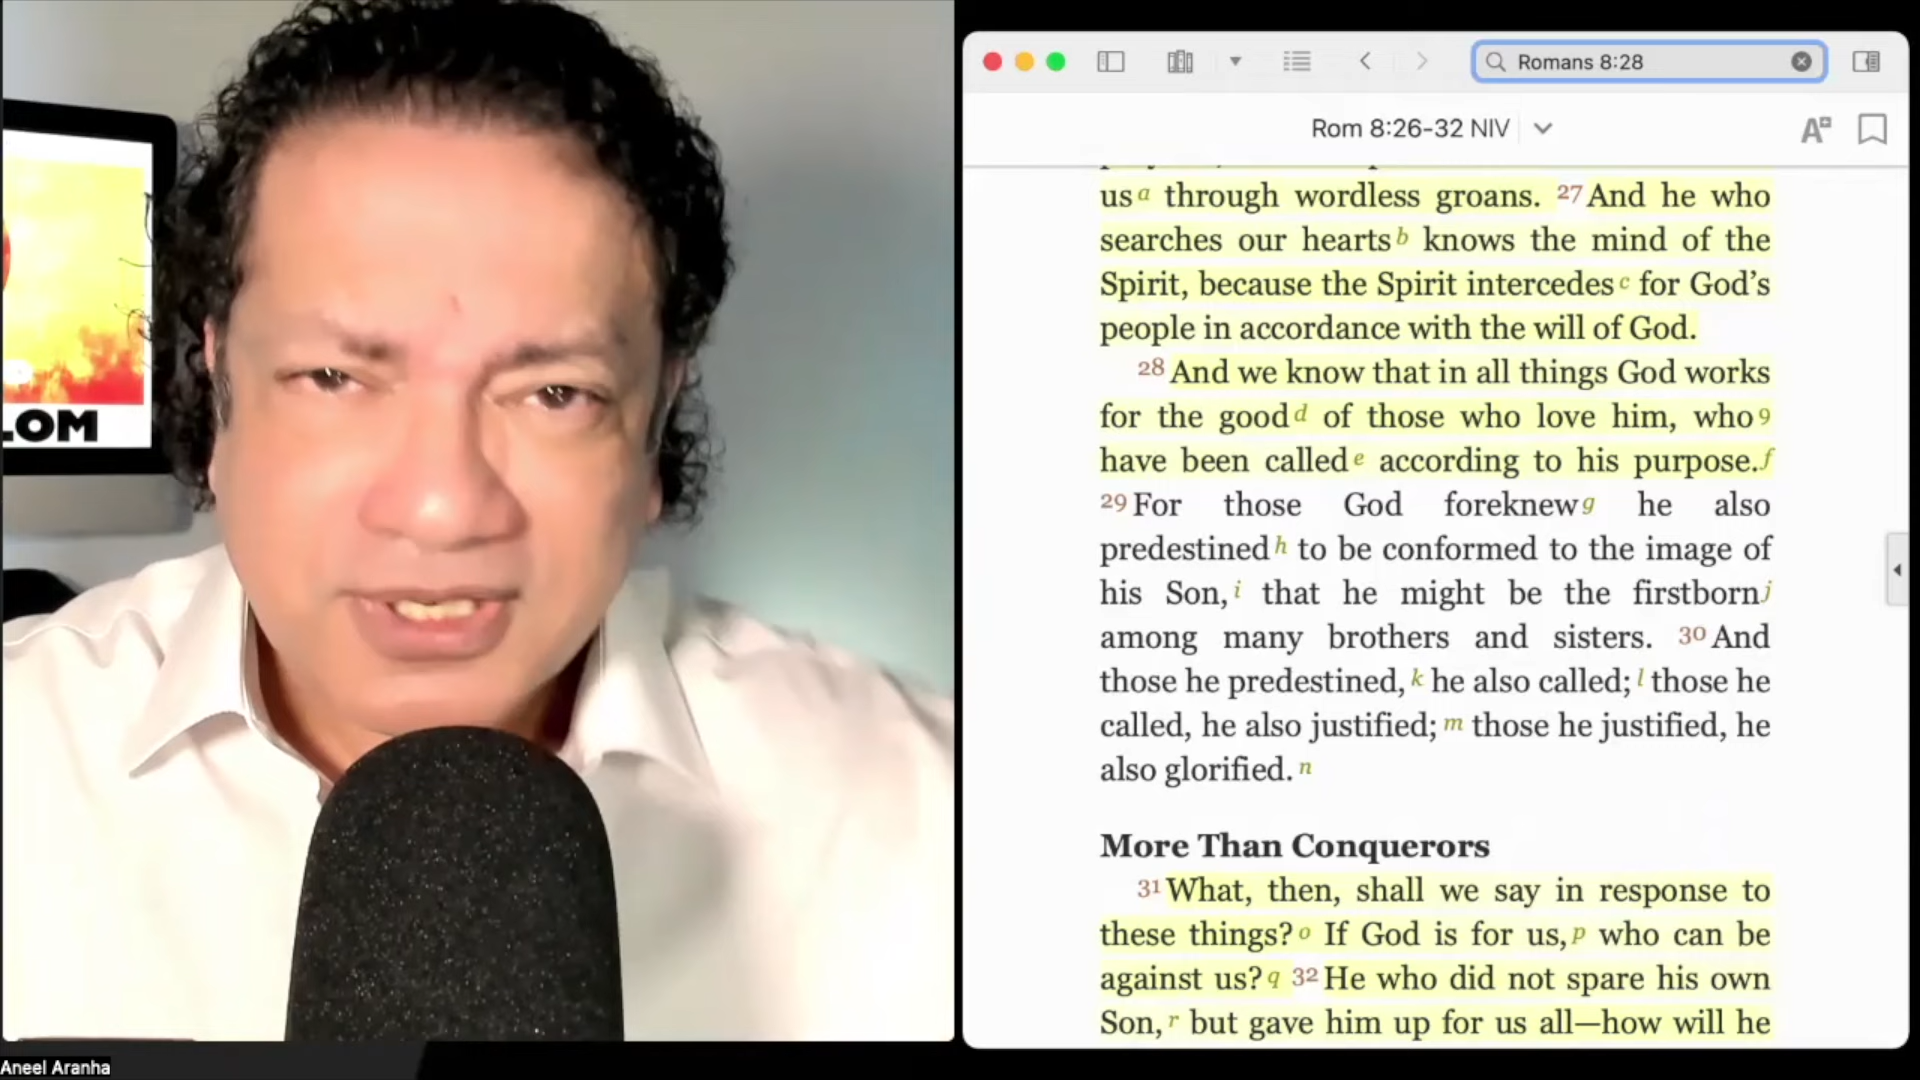 .OM
Aneel Aranha
Romans 8:28
Rom 8:26-32 NIV
us a through wordless groans. 27 And he who
searches our hearts b knows the mind of the
Spirit, because the Spirit intercedes c for God’s
people in accordance with the will of God.
28 And we know that in all things God works
for the good d of those who love him, who 9
have been called e according to his purpose. f
29 For those God foreknew g he also
predestined h to be conformed to the image of
his Son, i that he might be the firstborn j
among many brothers and sisters. 30 And
those he predestined, k he also called; l those he
called, he also justified; m those he justified, he
also glorified. n
More Than Conquerors
31 What, then, shall we say in response to
these things? o If God is for us, p who can be
against us? q 32 He who did not spare his own
Son, r but gave him up for us all—how will he